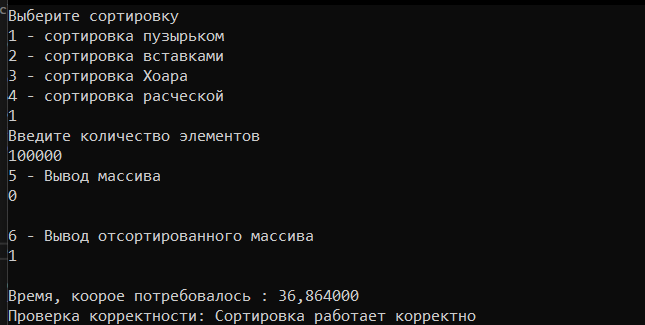 Выберите сортировку
1 - сортировка пузырьком
2 - сортировка вставками
3 - сортировка Хоара
4 - сортировка расческой
1
Введите количество элементов
100000
5 - Вывод массива
0
6 - Вывод отсортированного массива
1
Время, коорое потребовалось : 36,864000
Проверка корректности: Сортировка работает корректно